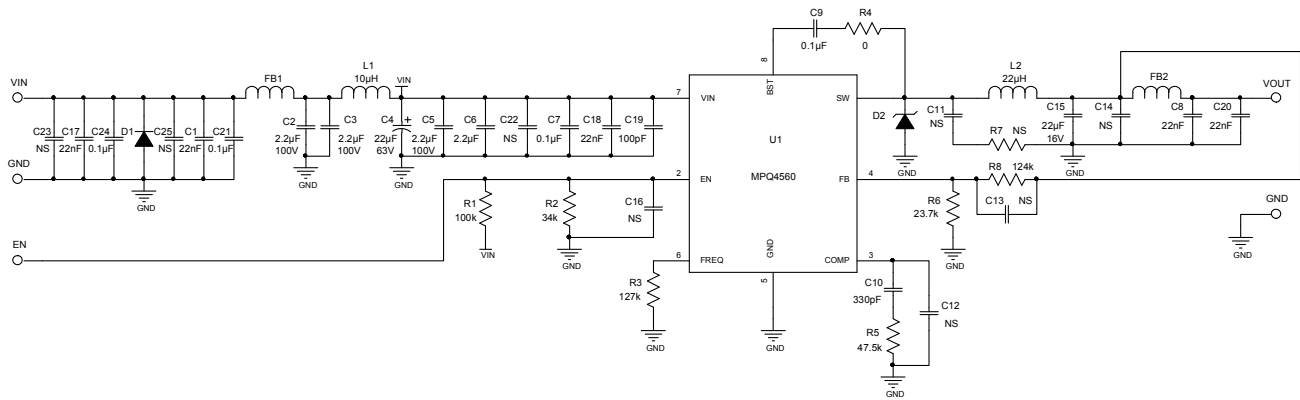 C9
0.1µF
R4
0
8
BST
VIN
FB1
L1
10µH
VIN
7
VIN
SW
1
L2
22µH
FB2
VOUT
C23
NS
C17
22nF
C24
0.1µF
D1
C25
NS
C1
22nF
C21
0.1µF
C2
2.2µF
100V
C3
2.2µF
100V
C4
22µF
63V
+
C5
2.2µF
100V
C6
2.2µF
C22
NS
C7
0.1µF
C18
22nF
C19
100pF
U1
MPQ4560
D2
C11
NS
R7
NS
C15
22µF
16V
C14
NS
C8
22nF
C20
22nF
GND
GND
GND
GND
GND
GND
2
EN
FB
4
R8
124k
C13
NS
R6
23.7k
GND
GND
GND
R1
100k
VIN
R2
34k
GND
C16
NS
EN
6
FREQ
R3
127k
GND
GND
5
GND
COMP
3
C10
330pF
R5
47.5k
C12
NS
GND